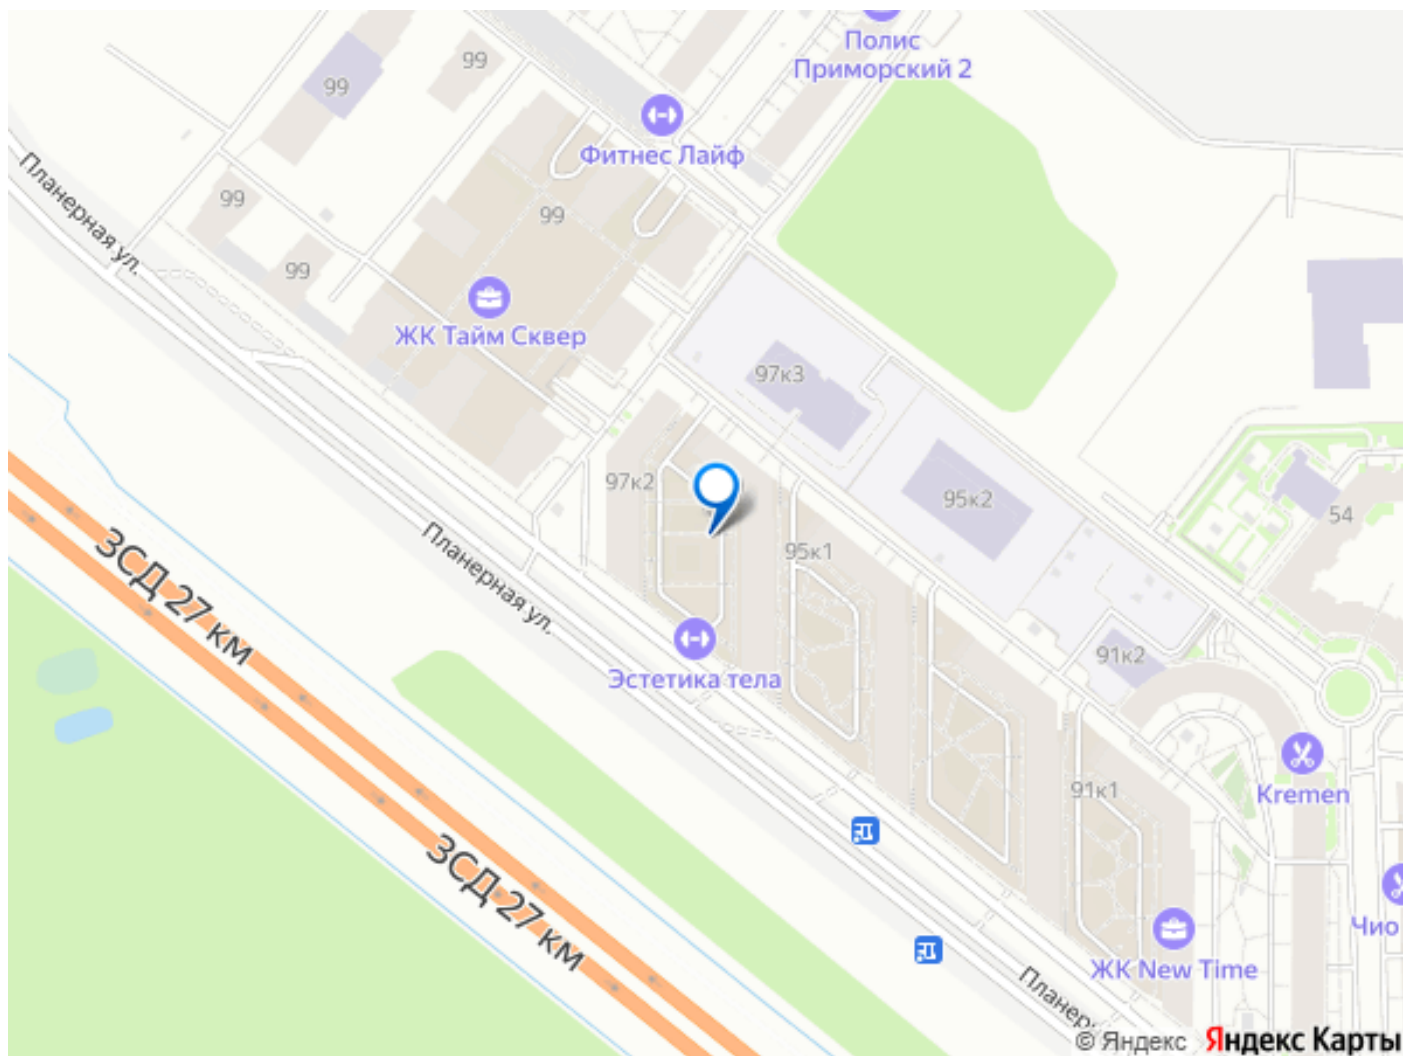 Полис
Приморский 2
99
99
Фитнес Лайф
Планерная ул.
99
99
99
ЖК Тайм Сквер
97к3
97к2
95к2
54
Планерная ул.
95к1
ЗСД 27 км
91к2
Эстетика тела
Kremen
91к1
ЗСД 27 км
Чио
ЖК New Time
Планерн
© Яндекс Яндекс Карты